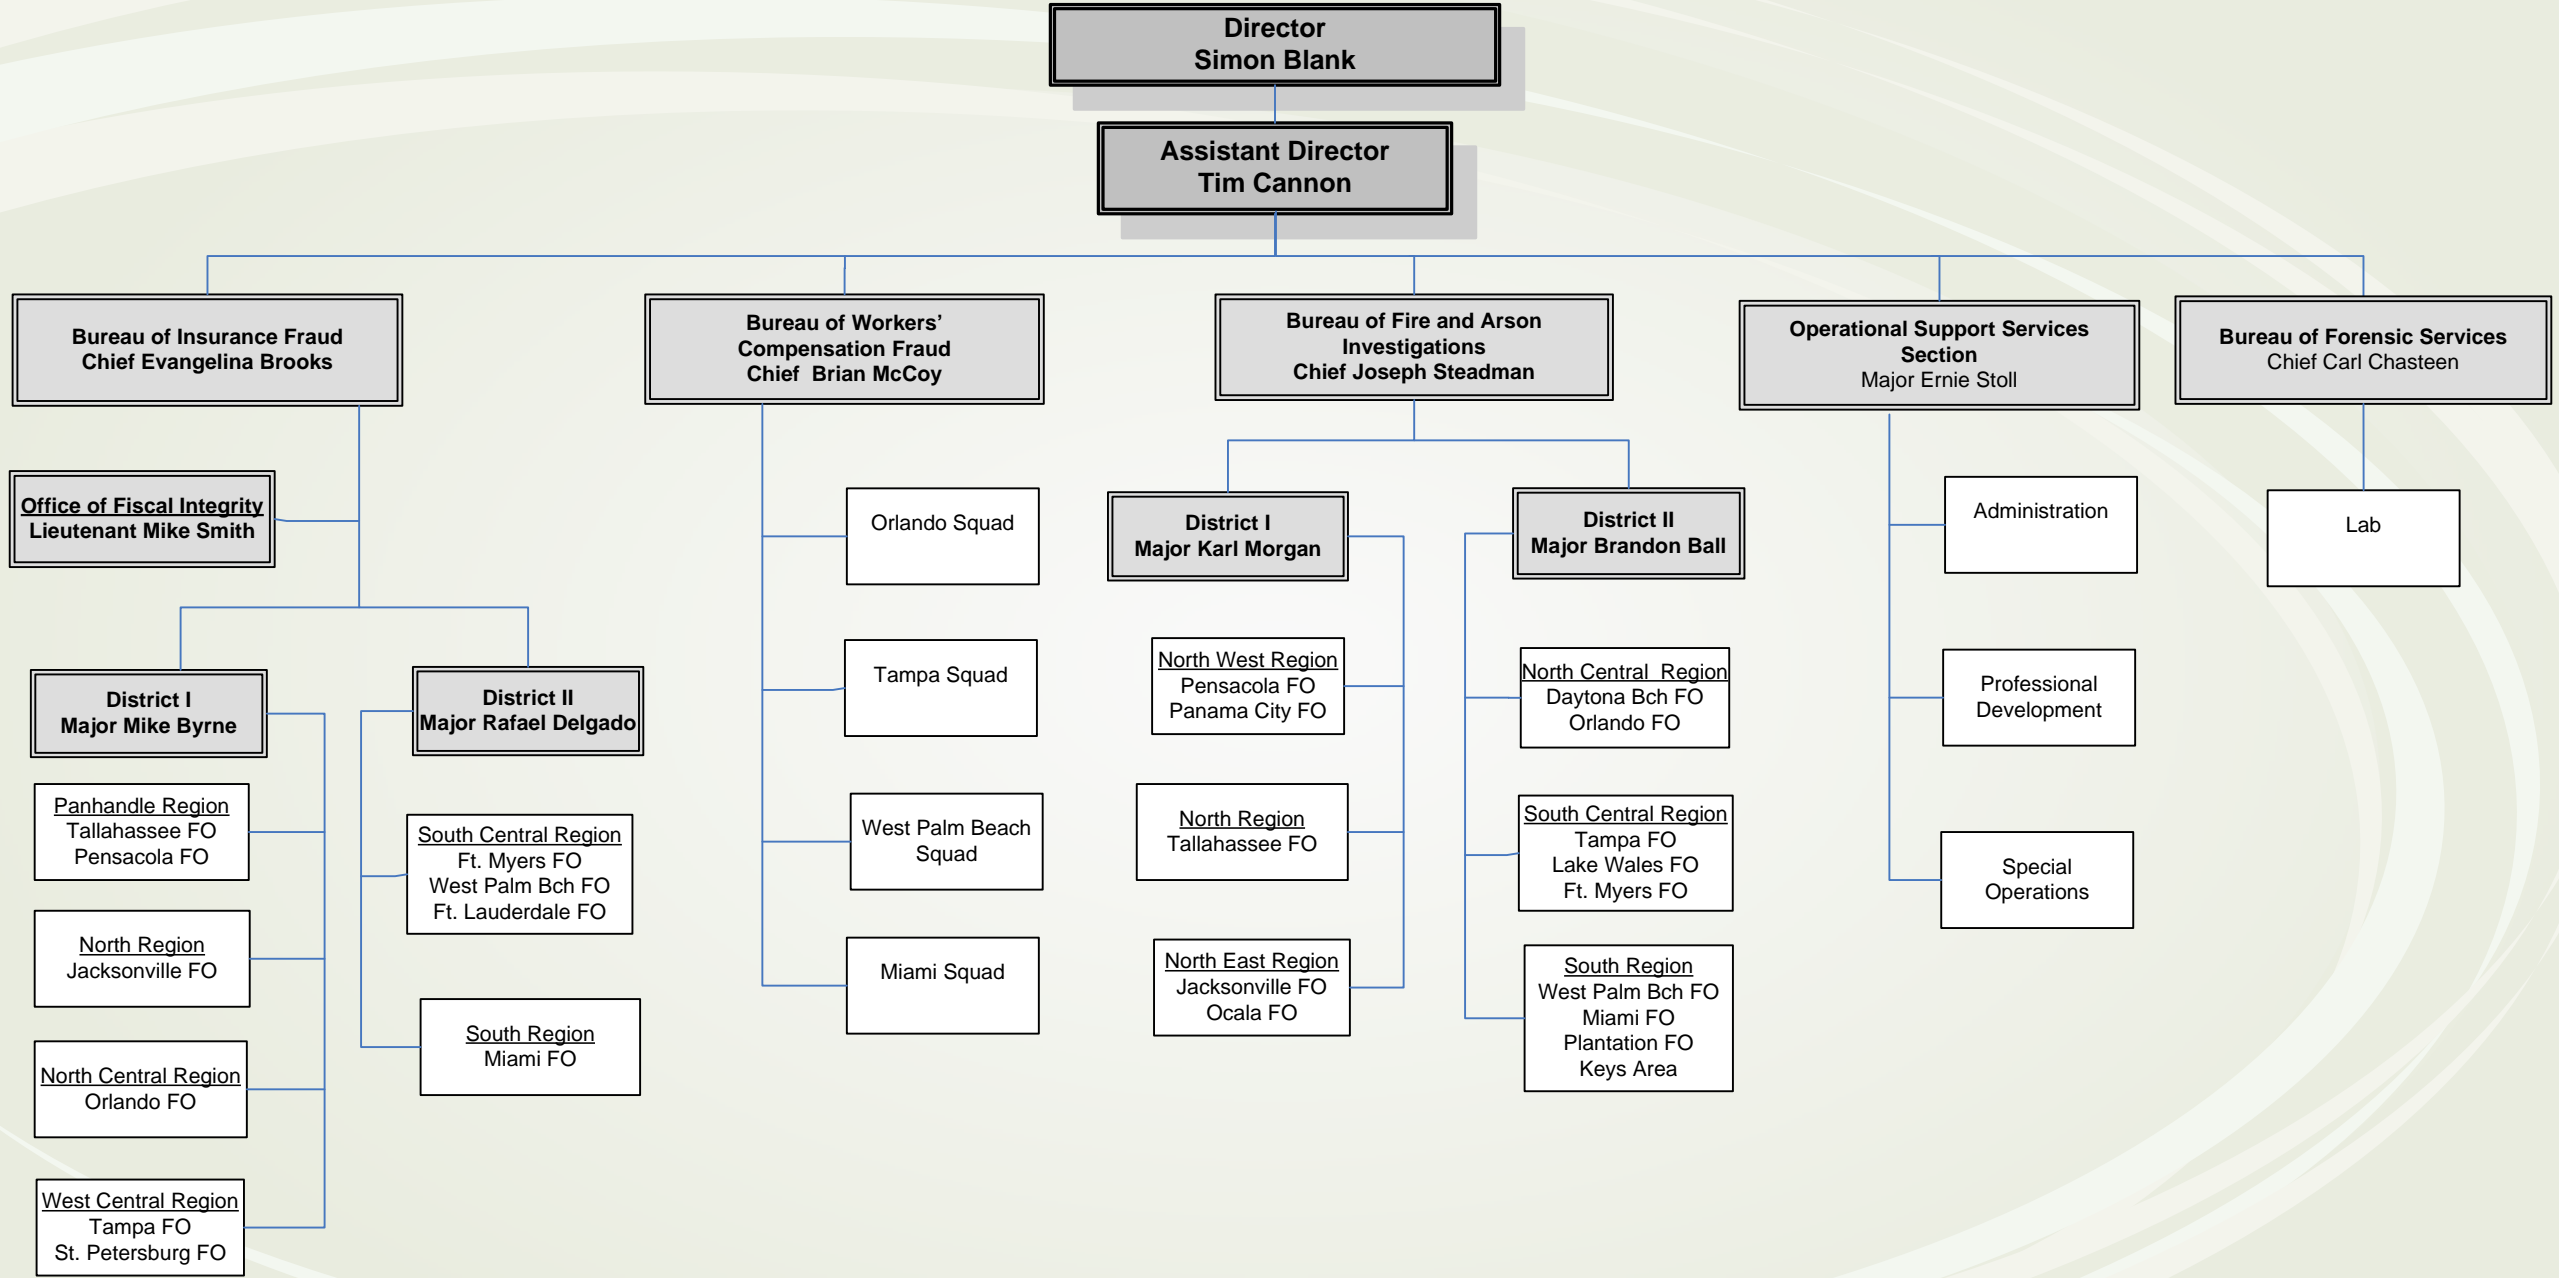 Director
Simon Blank
Assistant Director
Tim Cannon
Bureau of Insurance Fraud
Chief Evangelina Brooks
Office of Fiscal Integrity
Lieutenant Mike Smith
District I
Major Mike Byrne
Panhandle Region
Tallahassee FO
Pensacola FO
North Region
Jacksonville FO
North Central Region
Orlando FO
West Central Region
Tampa FO
St. Petersburg FO
District II
Major Rafael Delgado
South Central Region
Ft. Myers FO
West Palm Bch FO
Ft. Lauderdale FO
South Region
Miami FO
Bureau of Workers’
Compensation Fraud
Chief  Brian McCoy
Orlando Squad
Tampa Squad
West Palm Beach
Squad
Miami Squad
Bureau of Fire and Arson
Investigations
Chief Joseph Steadman
District I
Major Karl Morgan
North West Region
Pensacola FO
Panama City FO
North Region
Tallahassee FO
North East Region
Jacksonville FO
Ocala FO
District II
Major Brandon Ball
North Central  Region
Daytona Bch FO
Orlando FO
South Central Region
Tampa FO
Lake Wales FO
Ft. Myers FO
South Region
West Palm Bch FO
Miami FO
Plantation FO
Keys Area
Operational Support Services
Section
Major Ernie Stoll
Administration
Professional
Development
Special
Operations
Bureau of Forensic Services
Chief Carl Chasteen
Lab